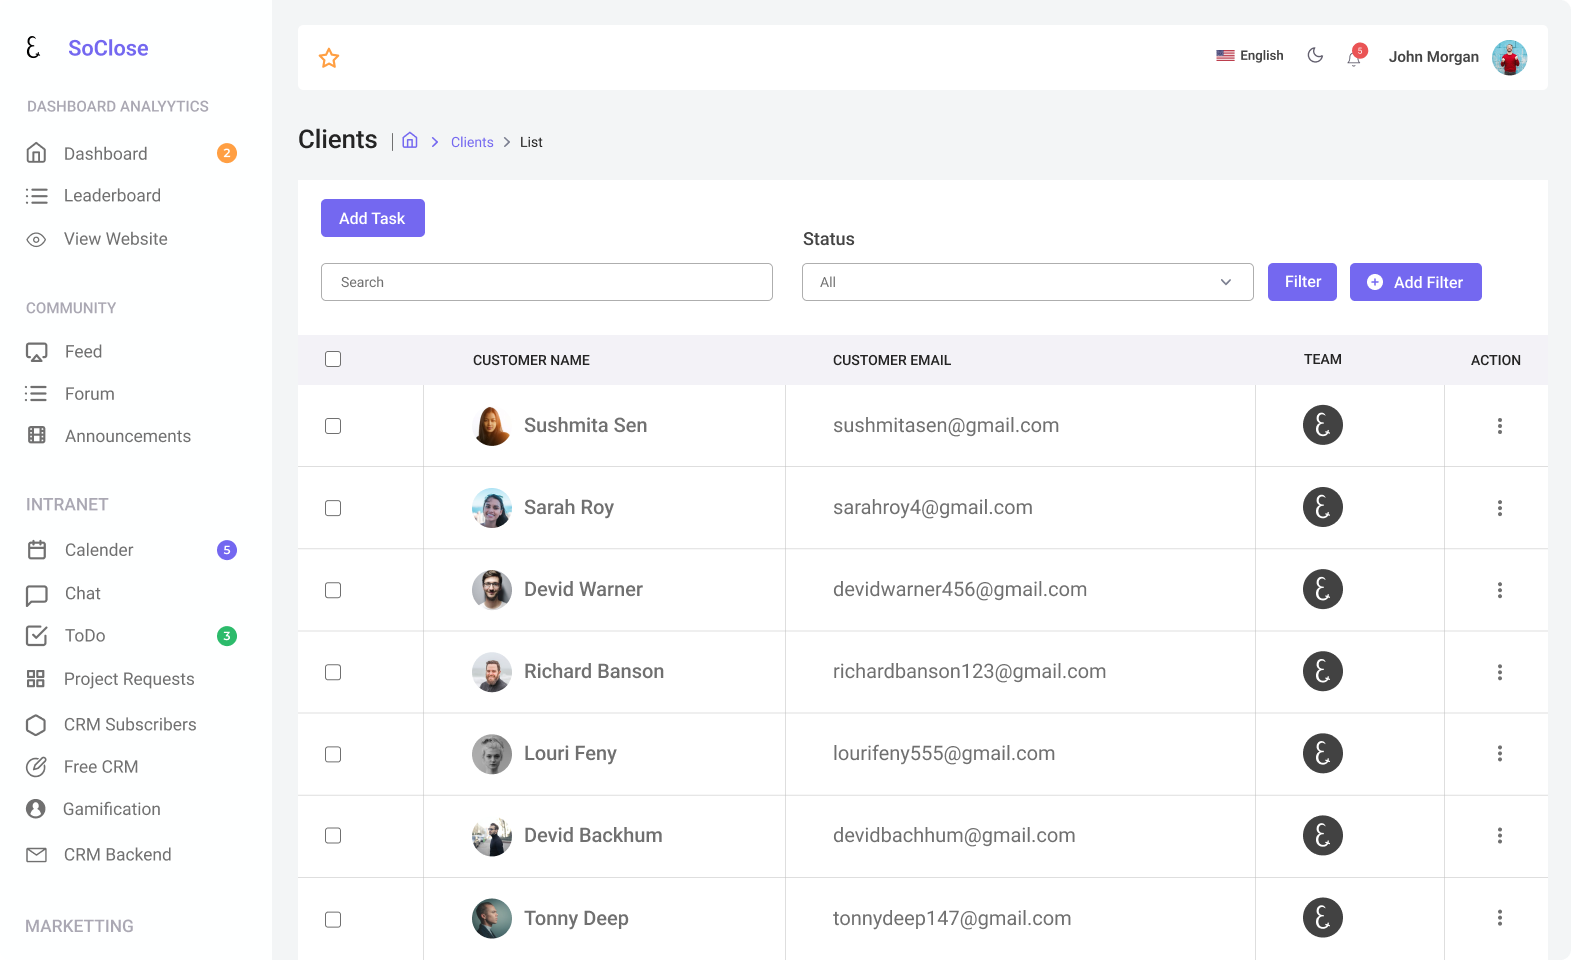 SoClose
DASHBOARD ANALYYTICS
Dashboard 2
Leaderboard
View Website
COMMUNITY
Feed
Forum
Announcements
INTRANET
Calender 5
Chat
ToDo 3
Project Requests
CRM Subscribers
Free CRM
Gamification
CRM Backend
MARKETTING
English 5 John Morgan
Clients | Clients List
Add Task
Status
Search All Filter Add Filter
CUSTOMER NAME CUSTOMER EMAIL TEAM ACTION
Sushmita Sen sushmitasen@gmail.com
Sarah Roy sarahroy4@gmail.com
Devid Warner devidwarner456@gmail.com
Richard Banson richardbanson123@gmail.com
Louri Feny lourifeny555@gmail.com
Devid Backhum devidbachhum@gmail.com
Tonny Deep tonnydeep147@gmail.com